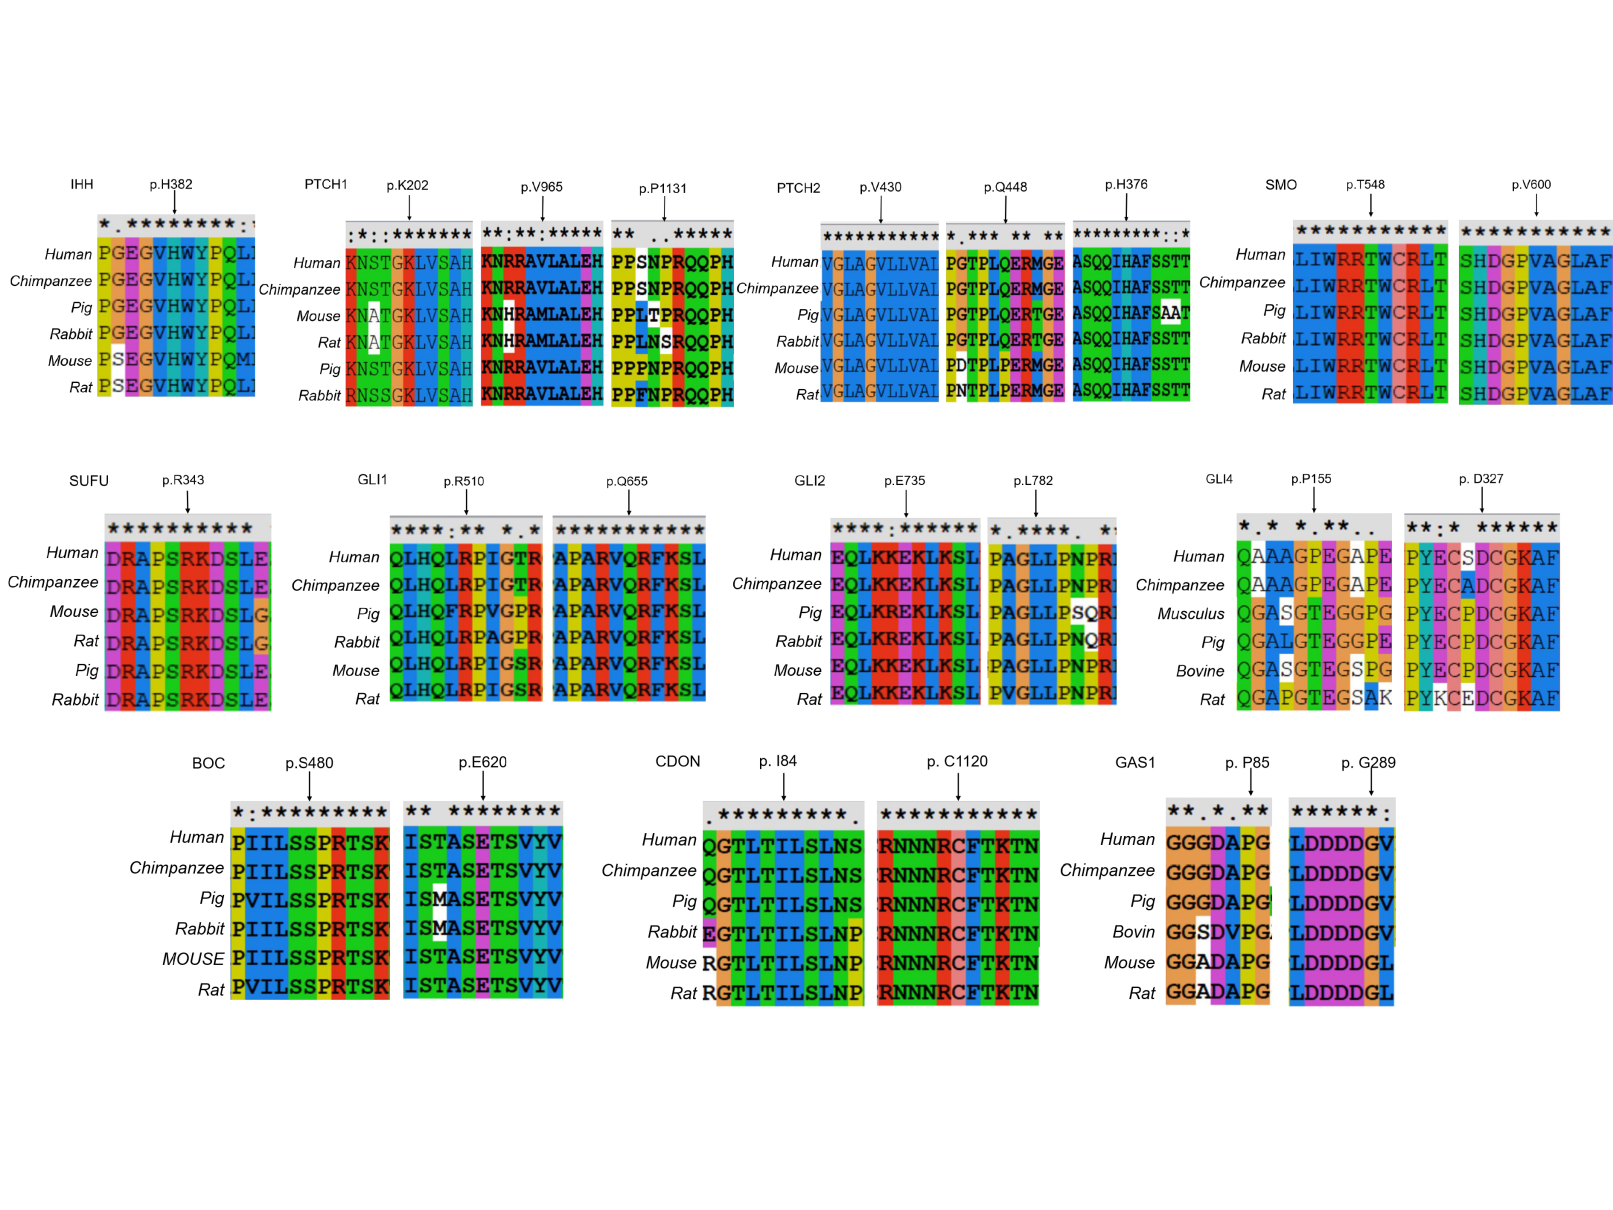 IHH p.H382
*.********:
Human PGEGVHWYPQL
Chimpanzee PGEGVHWYPQL
Pig PGEGVHWYPQL
Rabbit PGEGVHWYPQL
Mouse PSEGVHWYPQM
Rat PSEGVHWYPQL
PTCH1 p.K202 p.V965 p.P1131
:*::******* **:**:***** ** ..*****
Human KNSTGKLVSAH KNRRAVLALEH PPSNPRQQPH
Chimpanzee KNSTGKLVSAH KNRRAVLALEH PPSNPRQQPH
Mouse KNATGKLVSAH KNHRAMLALEH PPLTPRQQPH
Rat KNATGKLVSAH KNHRAMLALEH PPLNSRQQPH
Pig KNSTGKLVSAH KNRRAVLALEH PPPNPRQQPH
Rabbit RNSSGKLVSAH KNRRAVLALEH PPFNPRQQPH
PTCH2 p.V430 p.Q448 p.H376
*********** *.*** ** ** *********::*
Human VGLAGVLLVAL PGTPLQERMGE ASQQIHAFSSTT
Chimpanzee VGLAGVLLVAL PGTPLQERMGE ASQQIHAFSSTT
Pig VGLAGVLLVAL PGTPLQERTGE ASQQIHAFSAAT
Rabbit VGLAGVLLVAL PGTPLQERTGE ASQQIHAFSSTT
Mouse VGLAGVLLVAL PDTPLPERMGE ASQQIHAFSSTT
Rat VGLAGVLLVAL PNTPLPERMGE ASQQIHAFSSTT
SMO p.T548 p.V600
*********** ***********
Human LIWRRTWCRLT SHDGPVAGLAF
Chimpanzee LIWRRTWCRLT SHDGPVAGLAF
Pig LIWRRTWCRLT SHDGPVAGLAF
Rabbit LIWRRTWCRLT SHDGPVAGLAF
Mouse LIWRRTWCRLT SHDGPVAGLAF
Rat LIWRRTWCRLT SHDGPVAGLAF
SUFU p.R343
**********
Human DRAPSRKDSLE
Chimpanzee DRAPSRKDSLE
Mouse DRAPSRKDSLG
Rat DRAPSRKDSLG
Pig DRAPSRKDSLE
Rabbit DRAPSRKDSLE
GLI1 p.R510 p.Q655
****:** *.* ***********
Human QLHQLRPIGTR APARVQRFKSL
Chimpanzee QLHQLRPIGTR APARVQRFKSL
Pig QLHQFRPVGPR APARVQRFKSL
Rabbit QLHQLRPAGPR APARVQRFKSL
Mouse QLHQLRPIGSR APARVQRFKSL
Rat QLHQLRPIGSR APARVQRFKSL
GLI2 p.E735 p.L782
****:****** *.****. *
Human EQLKKEKLKSL PAGLLPNPR
Chimpanzee EQLKKEKLKSL PAGLLPNPR
Pig EQLKREKLKSL PAGLLPSQR
Rabbit EQLKREKLKSL PAGLLPNQR
Mouse EQLKKEKLKSL PAGLLPNPR
Rat EQLKKEKLKSL PVGLLPNPR
GLI4 p.P155 p. D327
*.* *.**.. **:* ******
Human QAAAGPEGAPE PYECSDCGKAF
Chimpanzee QAAAGPEGAPE PYECADCGKAF
Musculus QGASGTEGGPG PYECPDCGKAF
Pig QGALGTEGGPE PYECPDCGKAF
Bovine QGASGTEGSPG PYECPDCGKAF
Rat QGAPGTEGSAK PYKCEDCGKAF
BOC p.S480 p.E620
*:********* ** ********
Human PIILSSPRTSK ISTASETSVYV
Chimpanzee PIILSSPRTSK ISTASETSVYV
Pig PVILSSPRTSK ISMASETSVYV
Rabbit PIILSSPRTSK ISMASETSVYV
MOUSE PIILSSPRTSK ISTASETSVYV
Rat PVILSSPRTSK ISTASETSVYV
CDON p. I84 p. C1120
.*********. ***********
Human QGTLTILSLNS RNNNRCFTKTN
Chimpanzee QGTLTILSLNS RNNNRCFTKTN
Pig QGTLTILSLNS RNNNRCFTKTN
Rabbit EGTLTILSLNP RNNNRCFTKTN
Mouse RGTLTILSLNP RNNNRCFTKTN
Rat RGTLTILSLNP RNNNRCFTKTN
GAS1 p. P85 p. G289
**.*.** ******:
Human GGGDAPG LDDDDGV
Chimpanzee GGGDAPG LDDDDGV
Pig GGGDAPG LDDDDGV
Bovin GGSDVPG LDDDDGV
Mouse GGADAPG LDDDDGL
Rat GGADAPG LDDDDGL